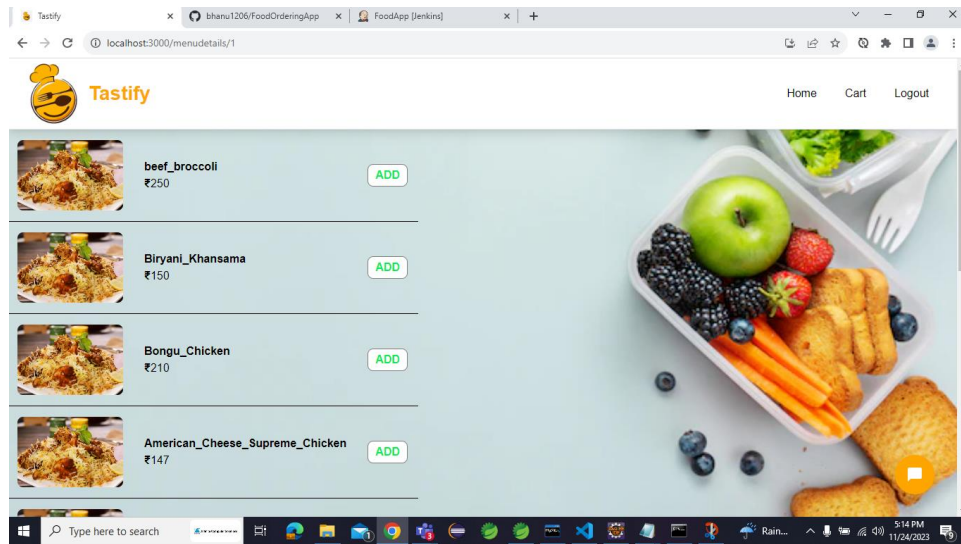 Tastify
bhanu1206/FoodOrderingApp
FoodApp [Jenkins]
localhost:3000/menudetails/1
Tastify
Home Cart Logout
beef_broccoli
₹250
ADD
Biryani_Khansama
₹150
ADD
Bongu_Chicken
₹210
ADD
American_Cheese_Supreme_Chicken
₹147
ADD
Type here to search
Rain...
5:14 PM
11/24/2023